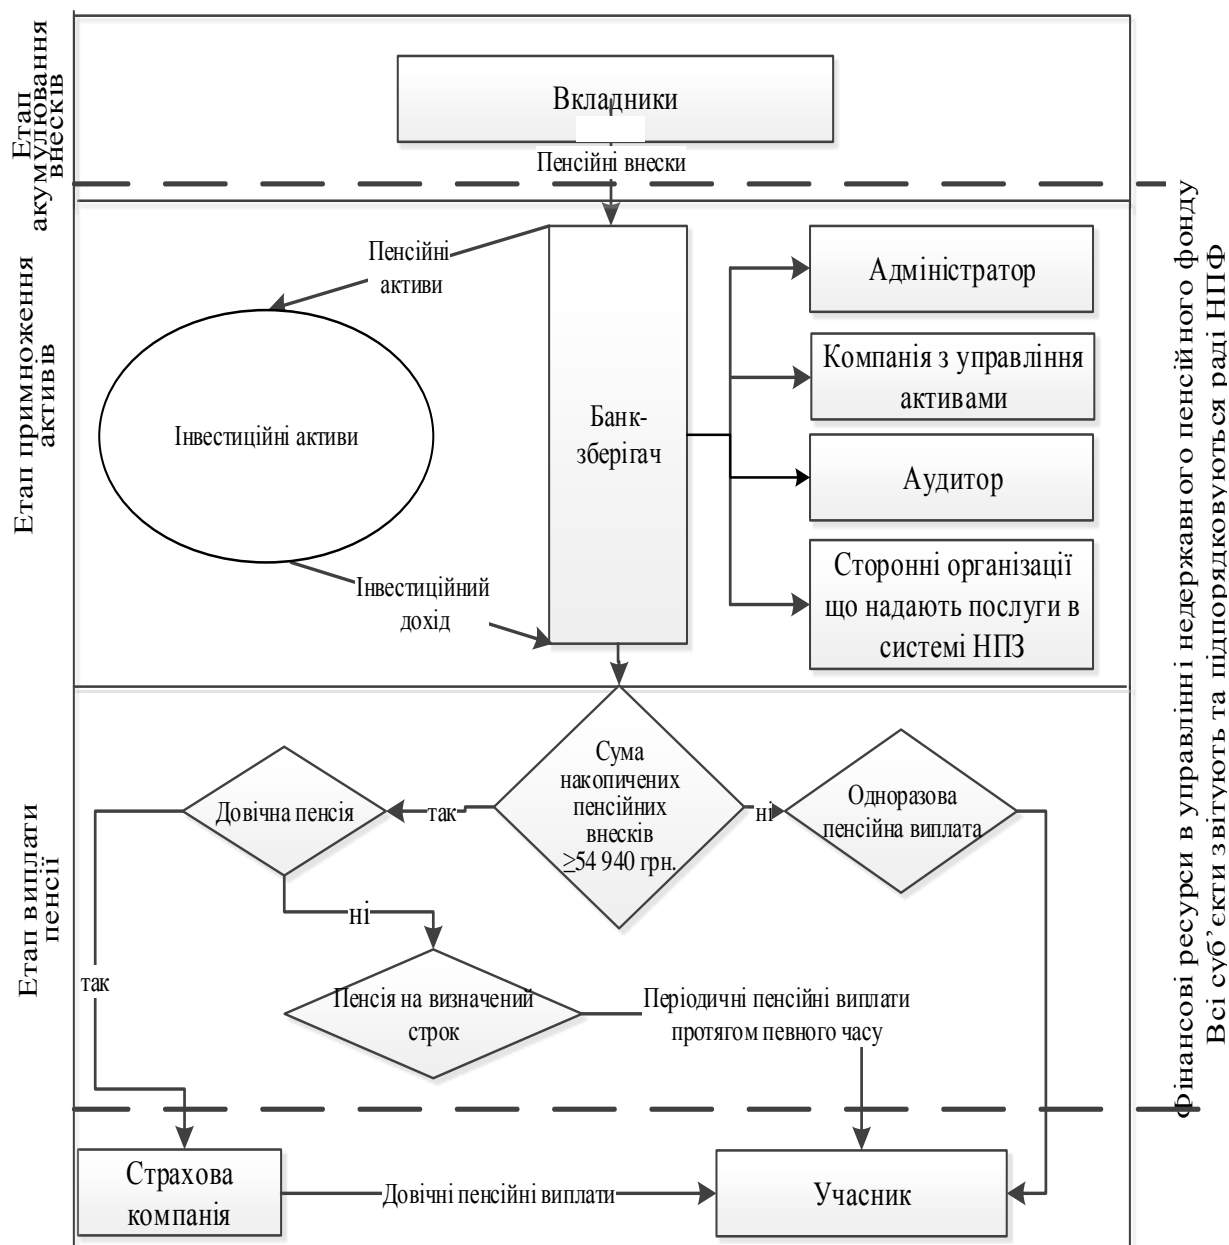 Етап
акумулювання
внесків
Вкладники
Пенсійні внески
Етап примноження
активів
Пенсійні
активи
Інвестиційні активи
Інвестиційний
дохід
Банк-
зберігач
Адміністратор
Компанія з управління
активами
Аудитор
Сторонні організації
що надають послуги в
системі НПЗ
Етап виплати
пенсії
Довічна пенсія
так
Сума
накопичених
пенсійних
внесків
≥54 940 грн.
ні
Одноразова
пенсійна виплата
ні
так
Пенсія на визначений
строк
Періодичні пенсійні виплати
протягом певного часу
Страхова
компанія
Довічні пенсійні виплати
Учасник
Фінансові ресурси в управлінні недержавного пенсійного фонду
Всі суб’єкти звітують та підпорядковуються раді НПФ